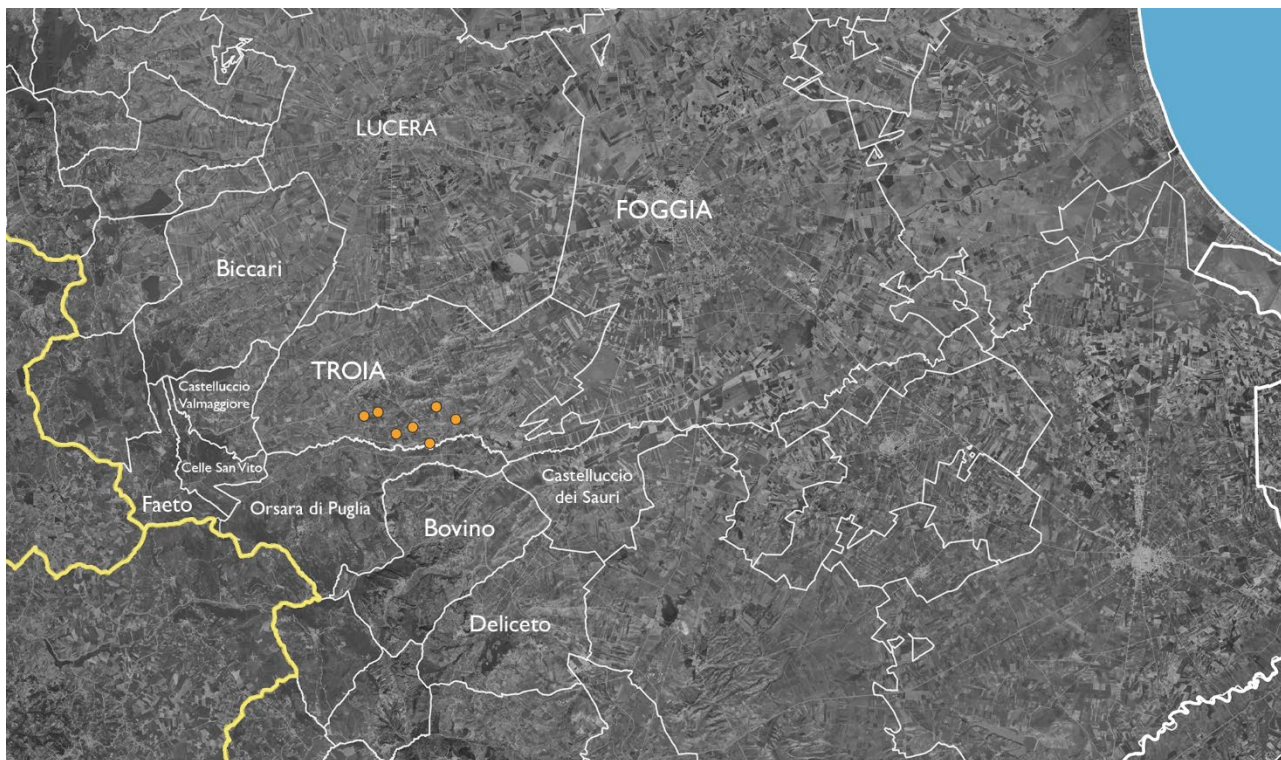 LUCERA
FOGGIA
Biccari
TROIA
Castelluccio
Valmaggiore
Celle San Vito
Faeto
Orsara di Puglia
Castelluccio
dei Sauri
Bovino
Deliceto